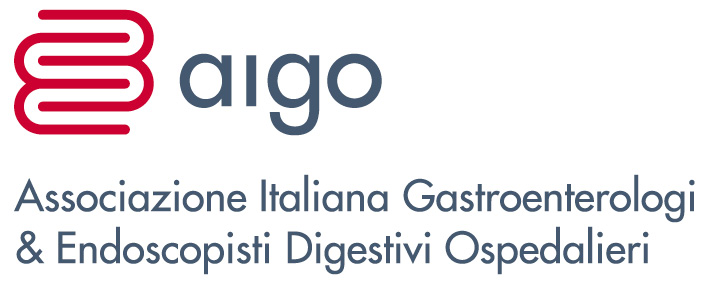 aigo
Associazione Italiana Gastroenterologi
& Endoscopisti Digestivi Ospedalieri